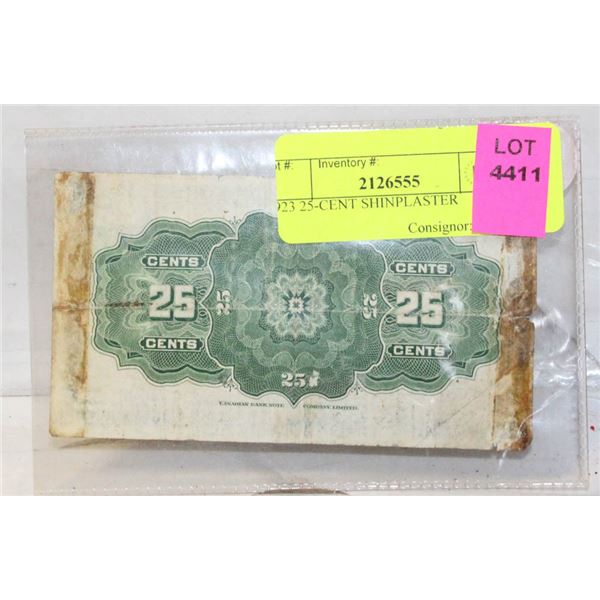 t #:
Inventory #:
2126555
923 25-CENT SHINPLASTER
Consignor:
LOT
4411
CENTS
25
CENTS
25
25
25¢
CENTS
25
CENTS
CANADIAN BANK NOTE COMPANY LIMITED.